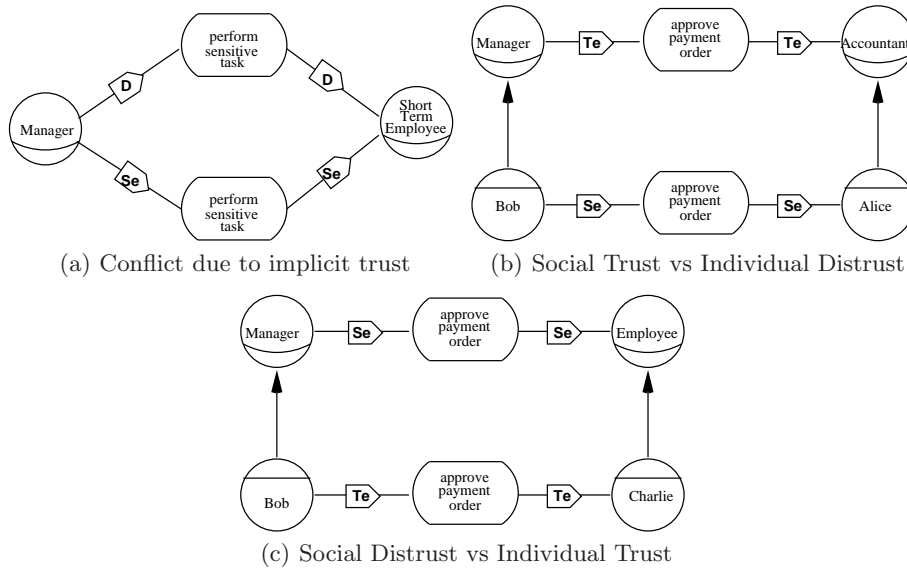 perform
sensitive
task
D
D
Manager
Short
Term
Employee
Se
Se
perform
sensitive
task
(a) Conflict due to implicit trust
Manager
Te
approve
payment
order
Te
Accountant
Bob
Se
approve
payment
order
Se
Alice
(b) Social Trust vs Individual Distrust
Manager
Se
approve
payment
order
Se
Employee
Bob
Te
approve
payment
order
Te
Charlie
(c) Social Distrust vs Individual Trust